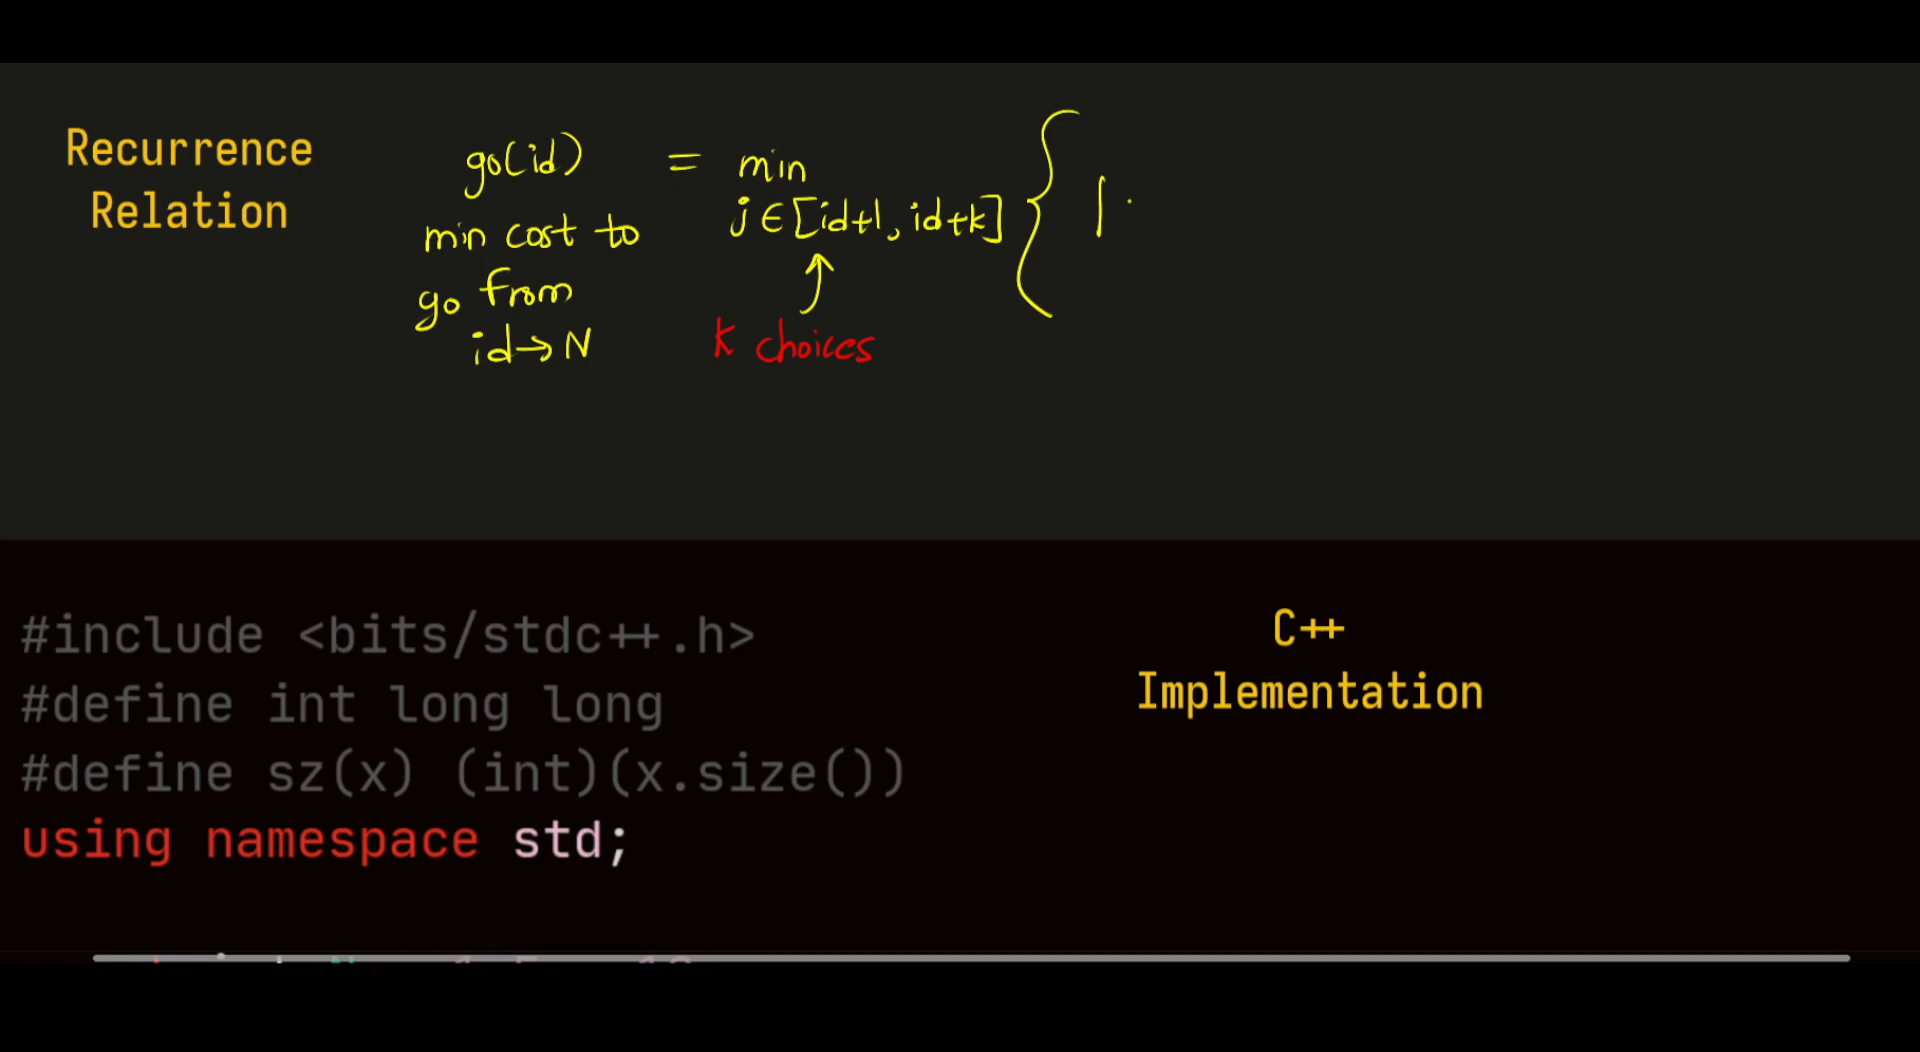 Recurrence
Relation
go(id) = min
j ∈ [id+1, id+k] { |
min cost to
go from
id → N
k choices
#include <bits/stdc++.h>
#define int long long
#define sz(x) (int)(x.size())
using namespace std;
C++
Implementation